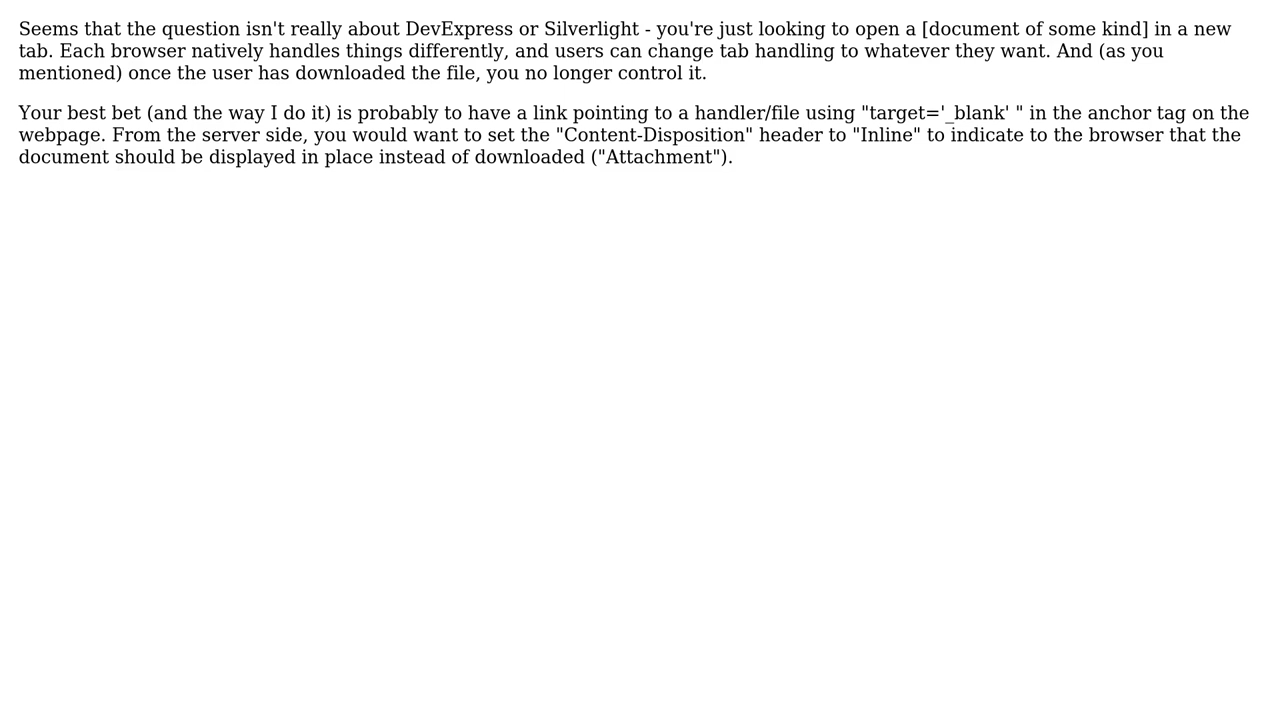 Seems that the question isn't really about DevExpress or Silverlight - you're just looking to open a [document of some kind] in a new
tab. Each browser natively handles things differently, and users can change tab handling to whatever they want. And (as you
mentioned) once the user has downloaded the file, you no longer control it.
Your best bet (and the way I do it) is probably to have a link pointing to a handler/file using "target='_blank' " in the anchor tag on the
webpage. From the server side, you would want to set the "Content-Disposition" header to "Inline" to indicate to the browser that the
document should be displayed in place instead of downloaded ("Attachment").